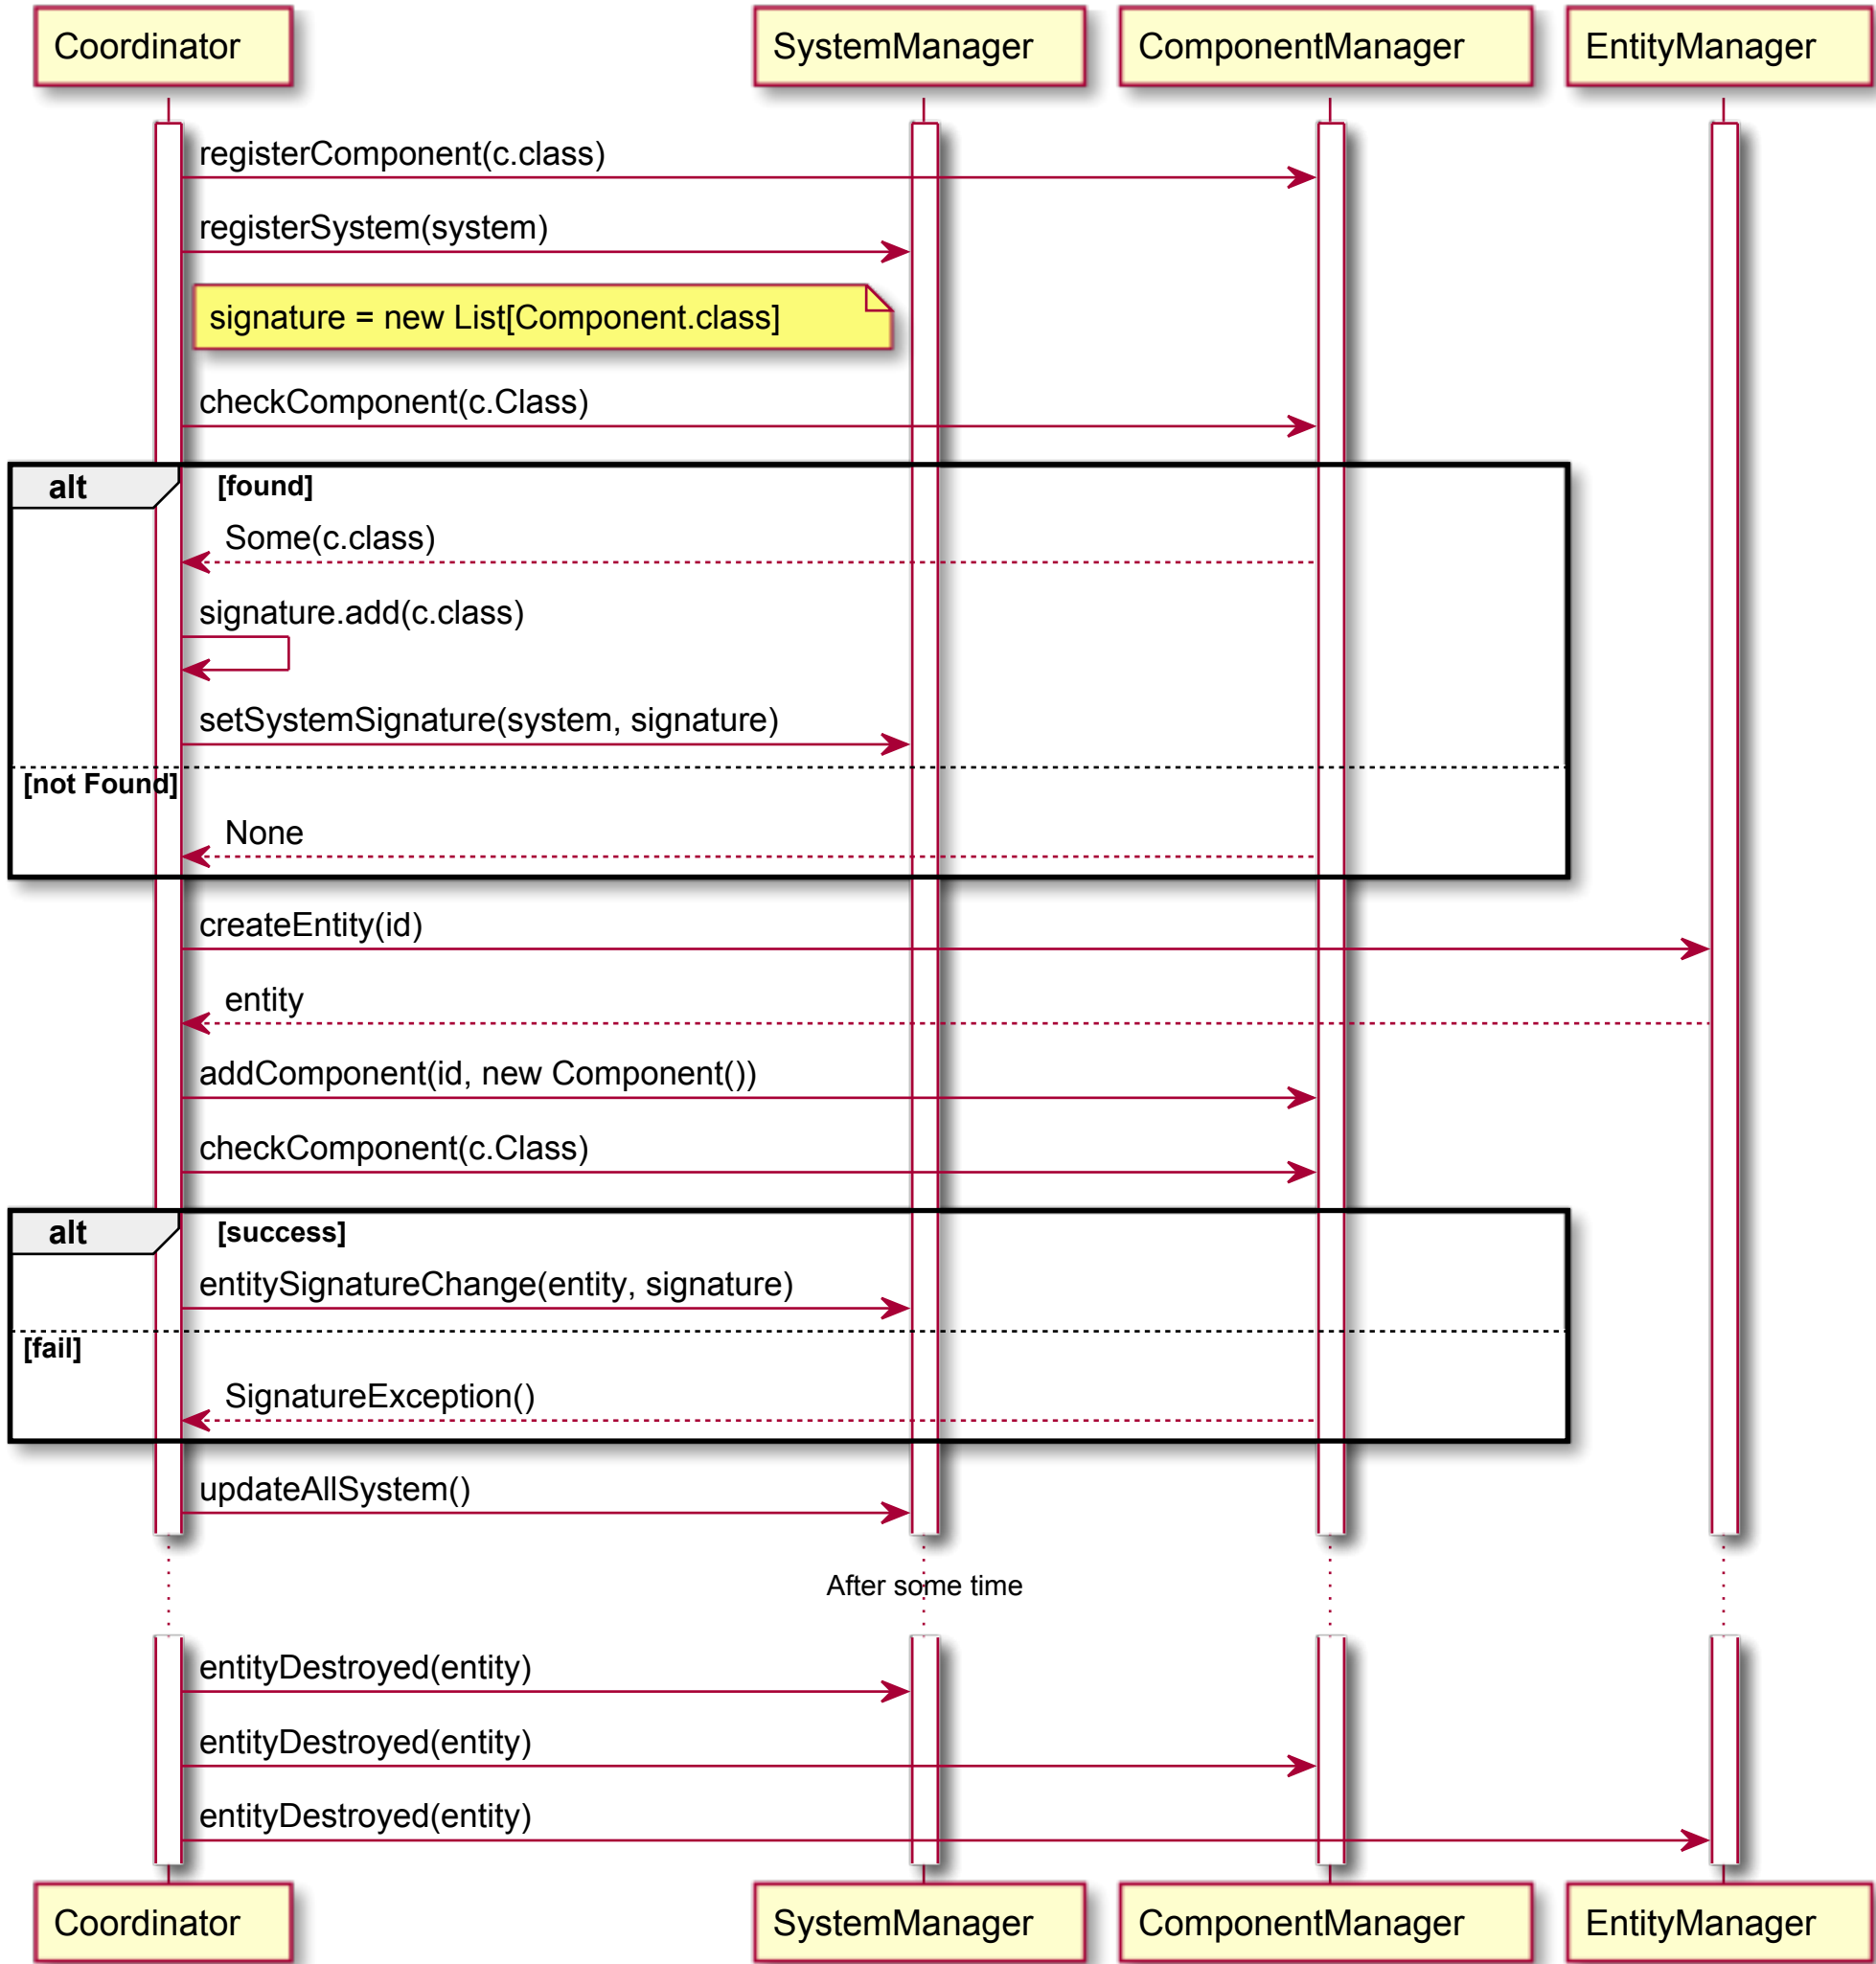 Coordinator
SystemManager
ComponentManager
EntityManager
registerComponent(c.class)
registerSystem(system)
signature = new List[Component.class]
checkComponent(c.Class)
alt [found]
Some(c.class)
signature.add(c.class)
setSystemSignature(system, signature)
[not Found]
None
createEntity(id)
entity
addComponent(id, new Component())
checkComponent(c.Class)
alt [success]
entitySignatureChange(entity, signature)
[fail]
SignatureException()
updateAllSystem()
After some time
entityDestroyed(entity)
entityDestroyed(entity)
entityDestroyed(entity)
Coordinator
SystemManager
ComponentManager
EntityManager